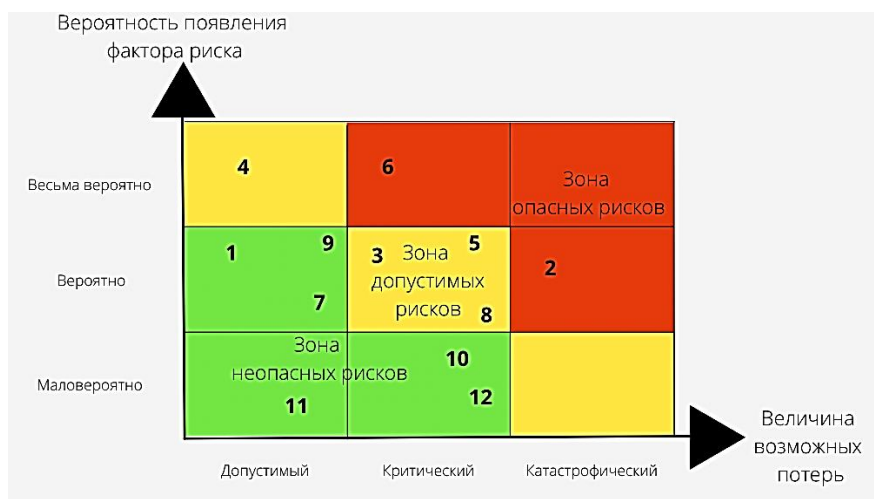 Вероятность появления
фактора риска
4
6
Зона
опасных рисков
Весьма вероятно
1
9
3
Зона
5
допустимых
рисков
2
7
8
Вероятно
Зона
неопасных рисков
10
11
12
Маловероятно
Допустимый
Критический
Катастрофический
Величина
возможных
потерь